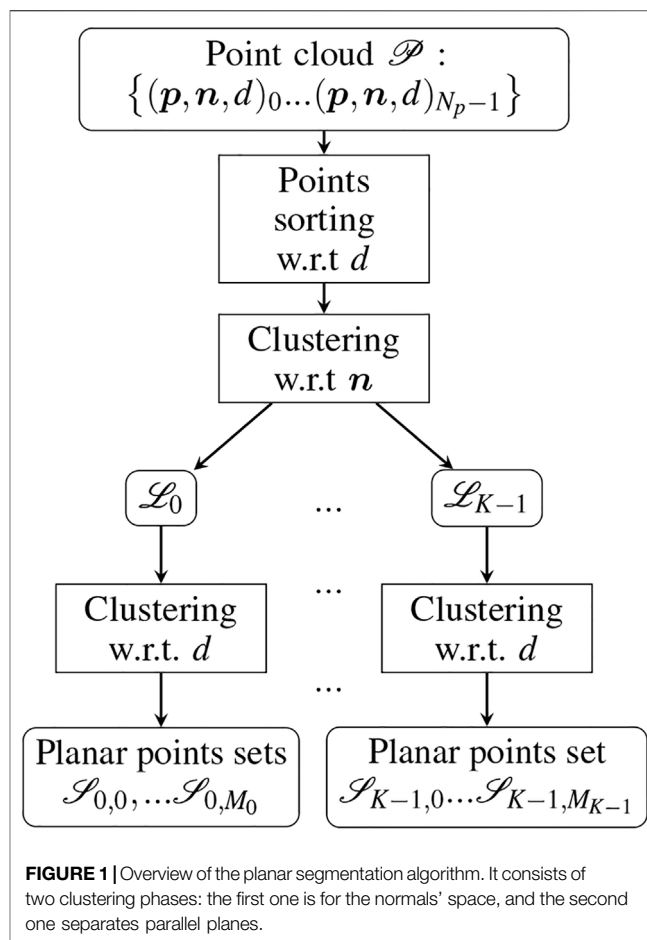 Point cloud 𝒫 :
{(p, n, d)₀...(p, n, d)_{N_p−1}}
Points
sorting
w.r.t d
Clustering
w.r.t n
ℒ₀ ... ℒ_{K−1}
...
Clustering Clustering
w.r.t. d w.r.t. d
...
Planar points sets Planar points set
𝒮_{0,0},...𝒮_{0,M₀} 𝒮_{K−1,0}...𝒮_{K−1,M_{K−1}}
FIGURE 1 | Overview of the planar segmentation algorithm. It consists of
two clustering phases: the first one is for the normals' space, and the second
one separates parallel planes.